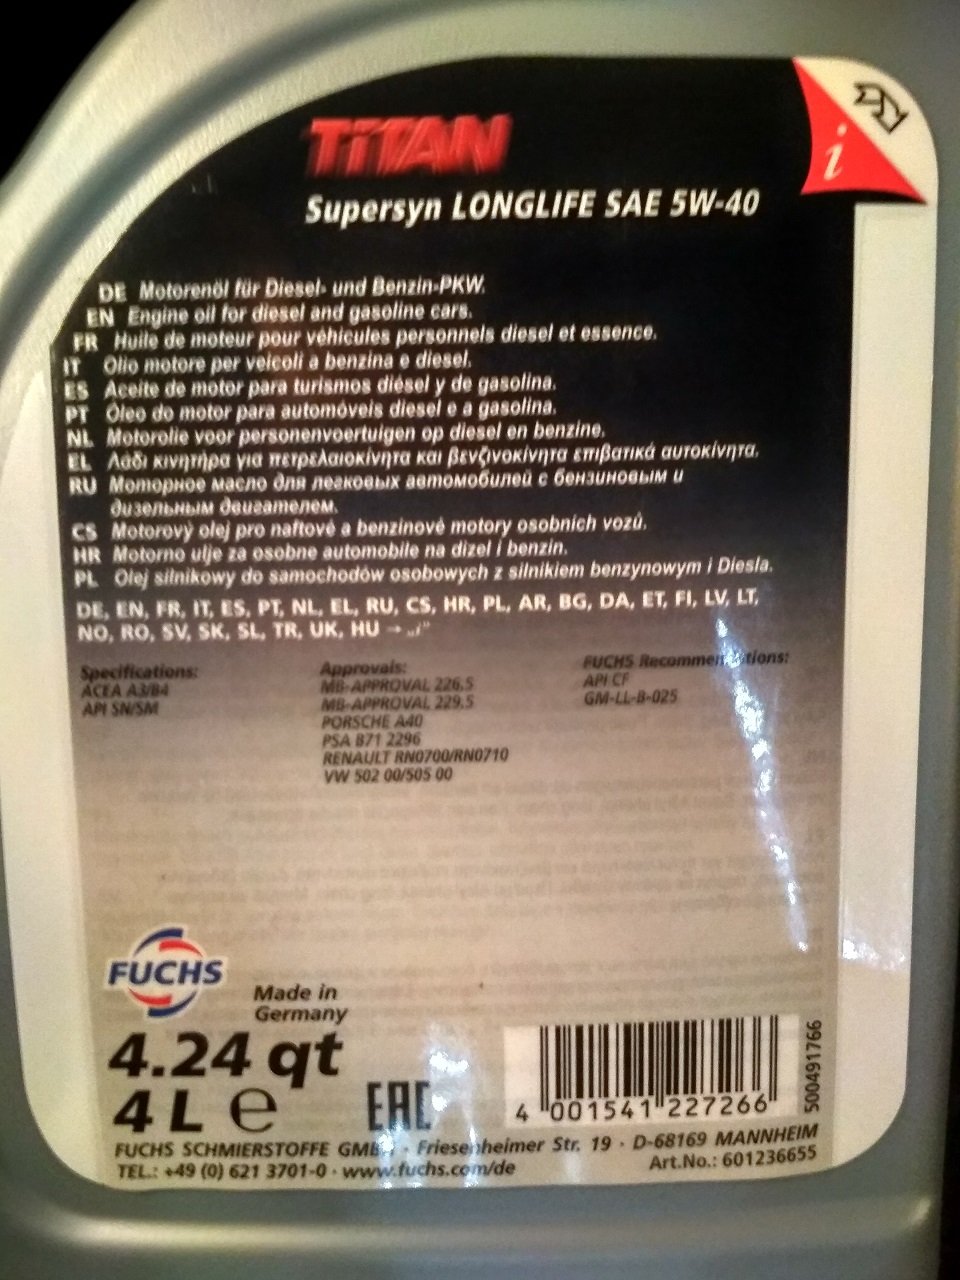 TITAN
Supersyn LONGLIFE SAE 5W-40
i
DE Motorenöl für Diesel- und Benzin-PKW.
EN Engine oil for diesel and gasoline cars.
FR Huile de moteur pour véhicules personnels diesel et essence.
IT Olio motore per veicoli a benzina e diesel.
ES Aceite de motor para turismos diésel y de gasolina.
PT Óleo do motor para automóveis diesel e a gasolina.
NL Motorolie voor personenvoertuigen op diesel en benzine.
EL Λάδι κινητήρα για πετρελαιοκίνητα και βενζινοκίνητα επιβατικά αυτοκίνητα.
RU Моторное масло для легковых автомобилей с бензиновым и
дизельным двигателем.
CS Motorový olej pro naftové a benzinové motory osobních vozů.
HR Motorno ulje za osobne automobile na dizel i benzin.
PL Olej silnikowy do samochodów osobowych z silnikiem benzynowym i Diesla.
DE, EN, FR, IT, ES, PT, NL, EL, RU, CS, HR, PL, AR, BG, DA, ET, FI, LV, LT,
NO, RO, SV, SK, SL, TR, UK, HU → „i“
Specifications:
ACEA A3/B4
API SN/SM
Approvals:
MB-APPROVAL 226.5
MB-APPROVAL 229.5
PORSCHE A40
PSA B71 2296
RENAULT RN0700/RN0710
VW 502 00/505 00
FUCHS Recommendations:
API CF
GM-LL-B-025
FUCHS
Made in
Germany
4.24 qt
4 L ℮
EAC
4 001541 227266
500491766
FUCHS SCHMIERSTOFFE GMBH · Friesenheimer Str. 19 · D-68169 MANNHEIM
TEL.: +49 (0) 621 3701-0 · www.fuchs.com/de
Art.No.: 601236655